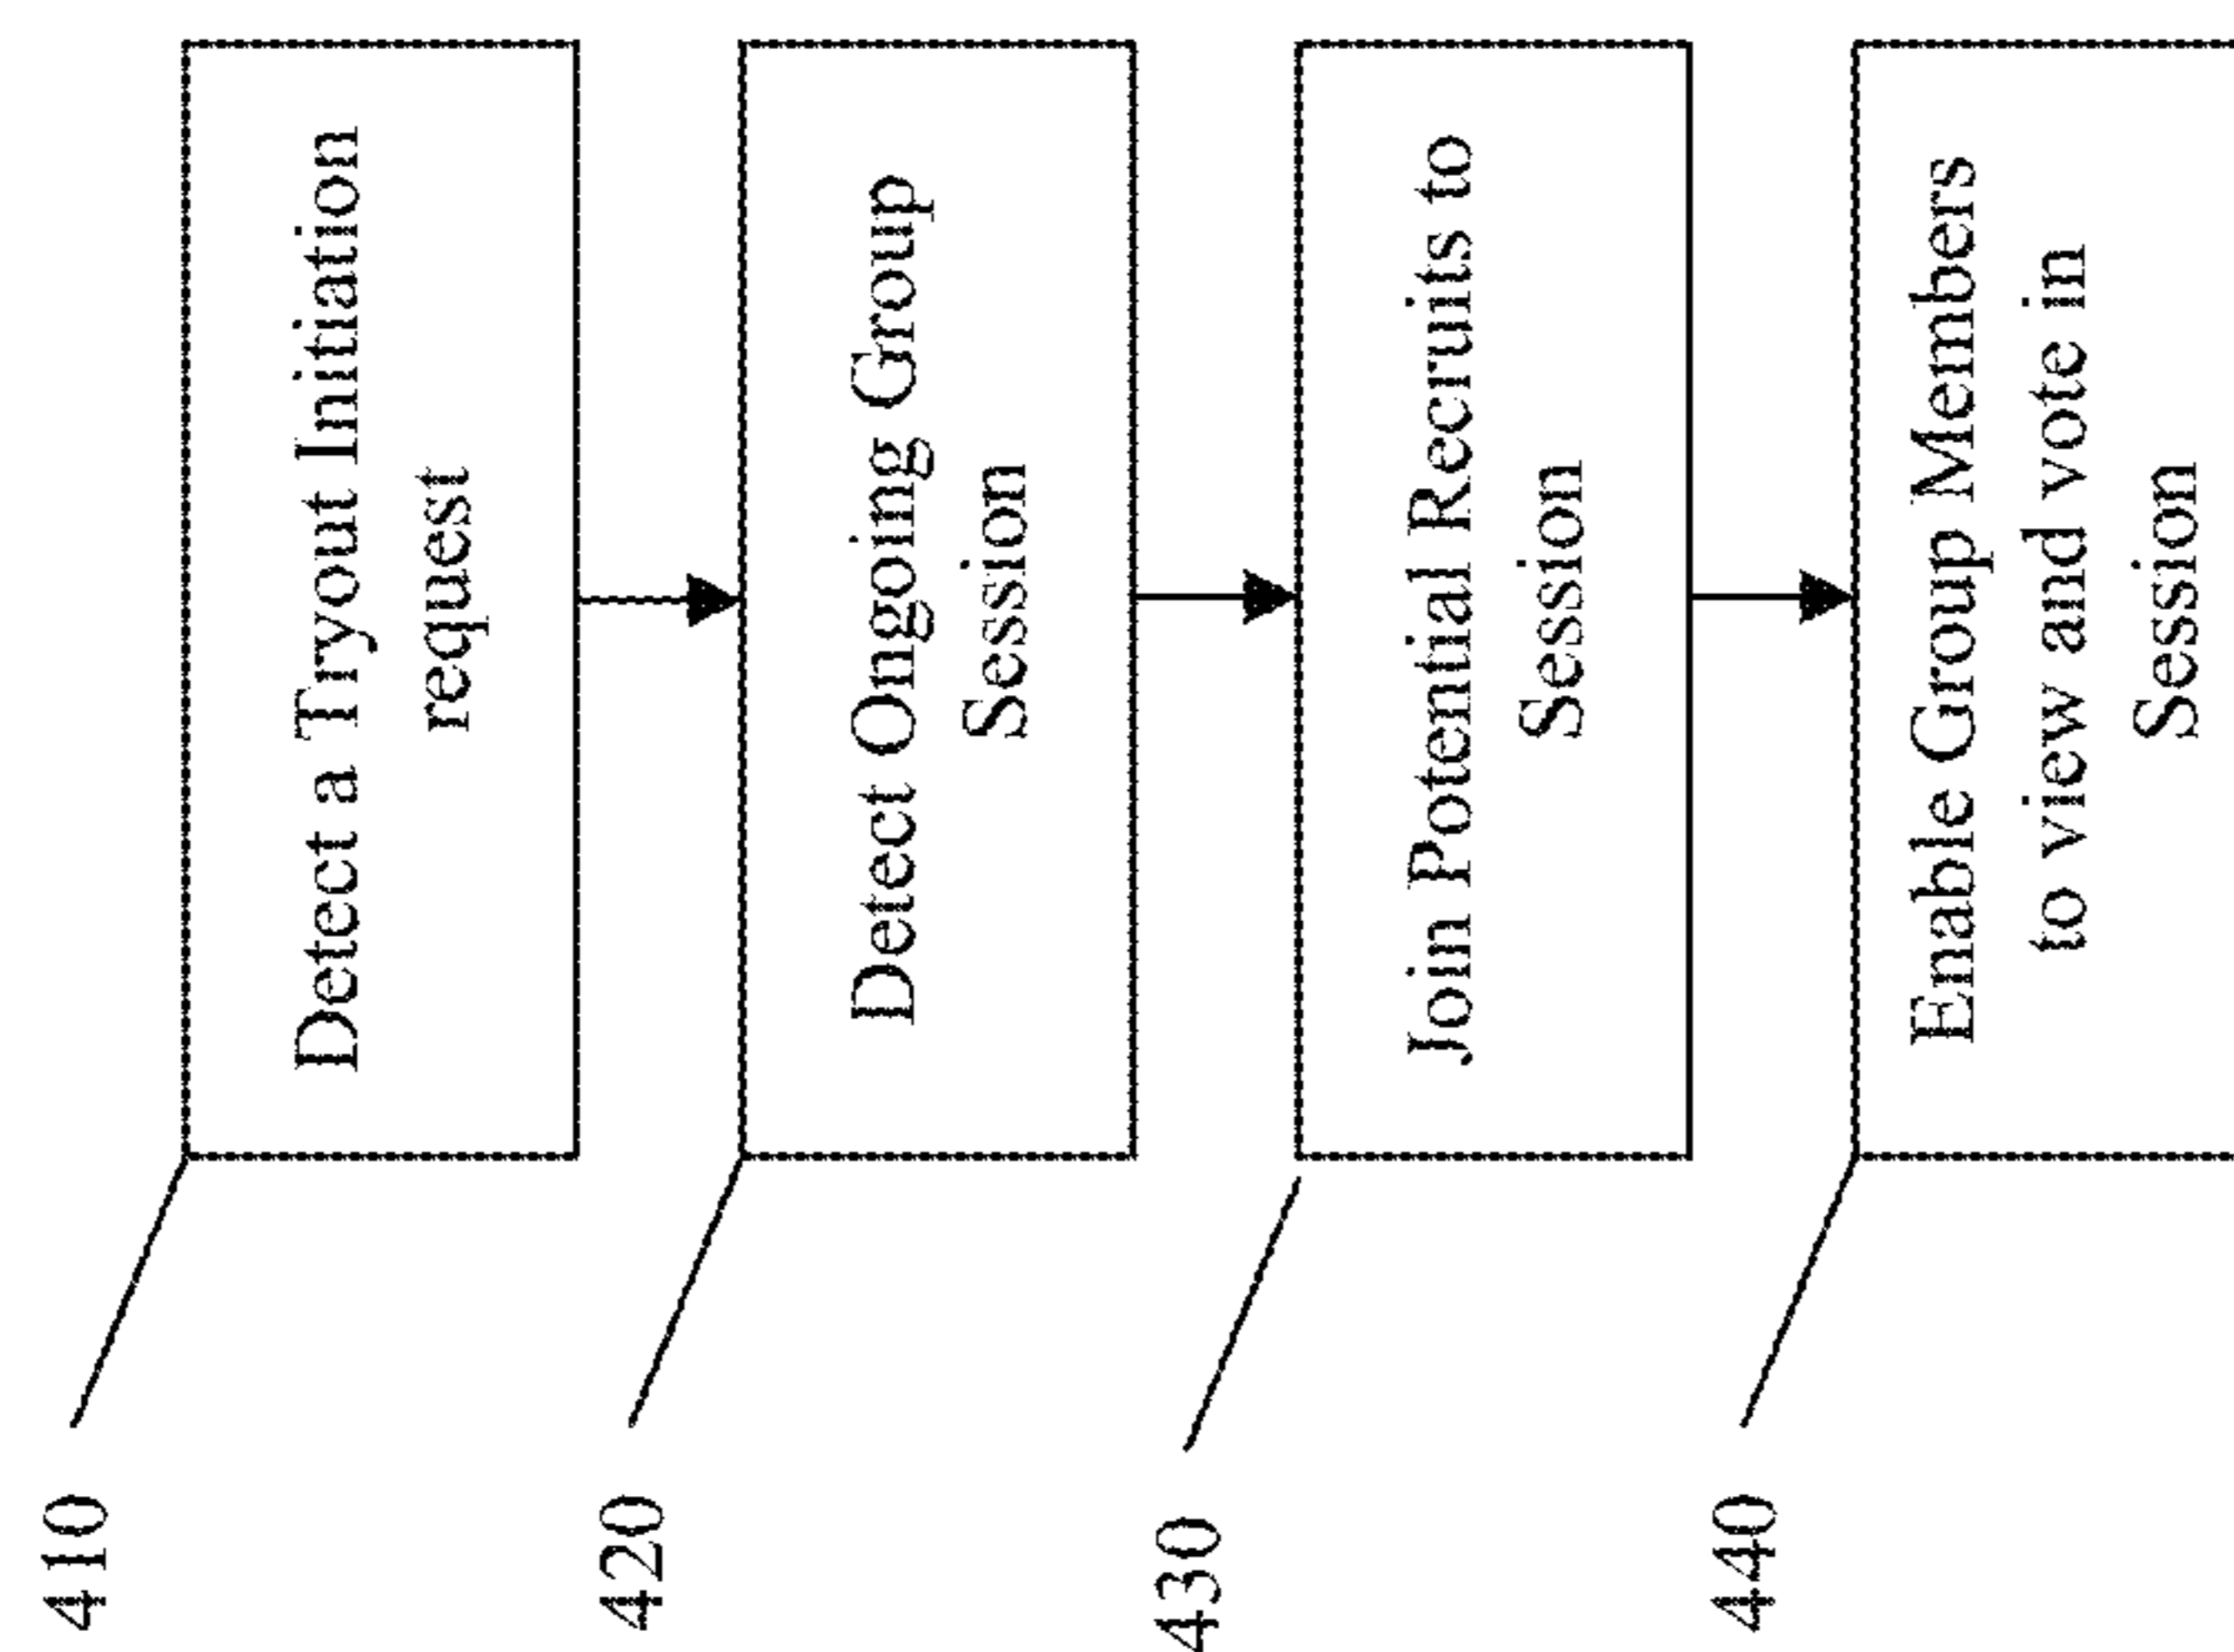 410
Detect a Tryout Initiation
request
420
Detect Ongoing Group
Session
430
Join Potential Recruits to
Session
440
Enable Group Members
to view and vote in
Session